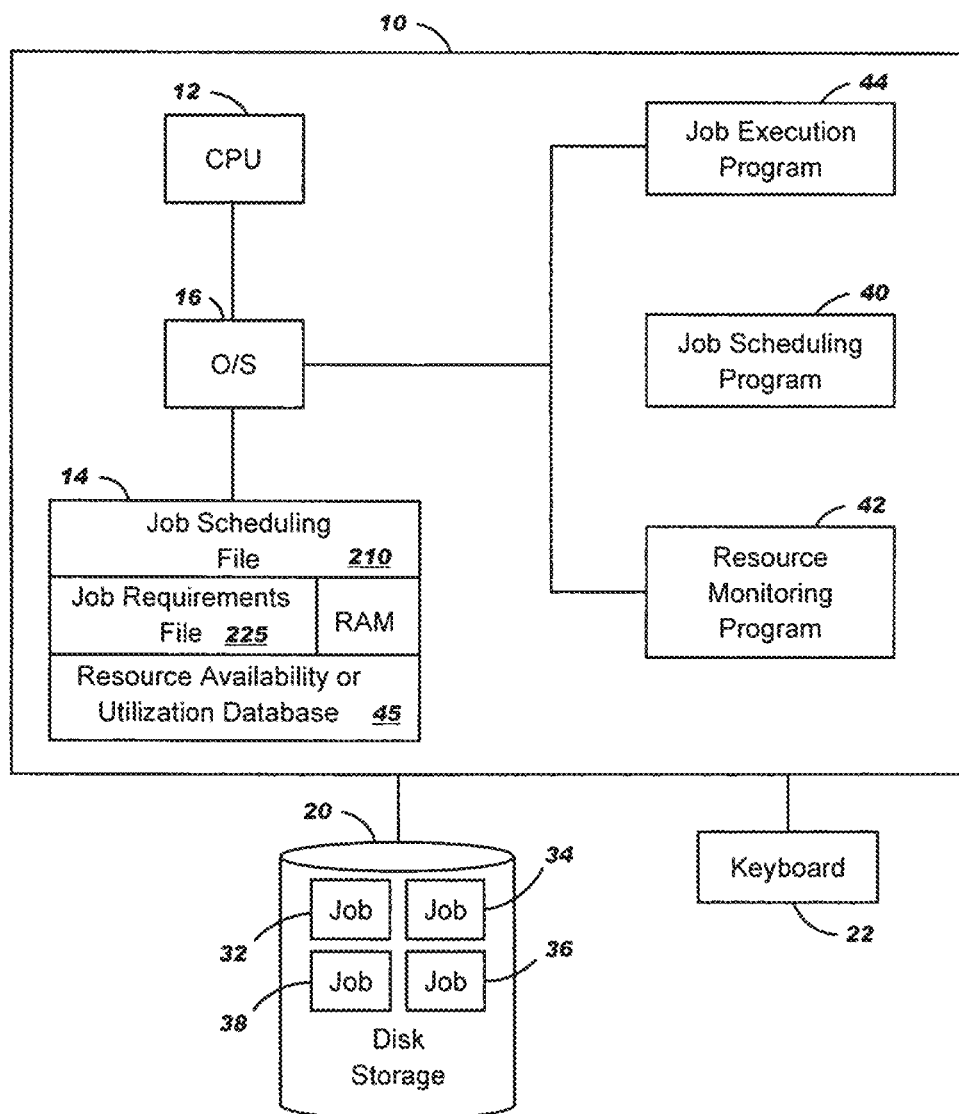 10
12
CPU
44
Job Execution
Program
16
O/S
40
Job Scheduling
Program
14
Job Scheduling
File 210
Job Requirements
File 225
RAM
Resource Availability or
Utilization Database 45
42
Resource
Monitoring
Program
20
Job
Job
34
32
Job
Job
36
38
Disk
Storage
Keyboard
22